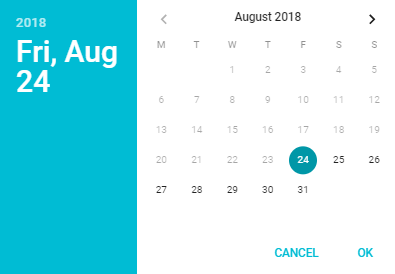 2018
Fri, Aug
24
August 2018
M T W T F S S
1 2 3 4 5
6 7 8 9 10 11 12
13 14 15 16 17 18 19
20 21 22 23 24 25 26
27 28 29 30 31
CANCEL OK